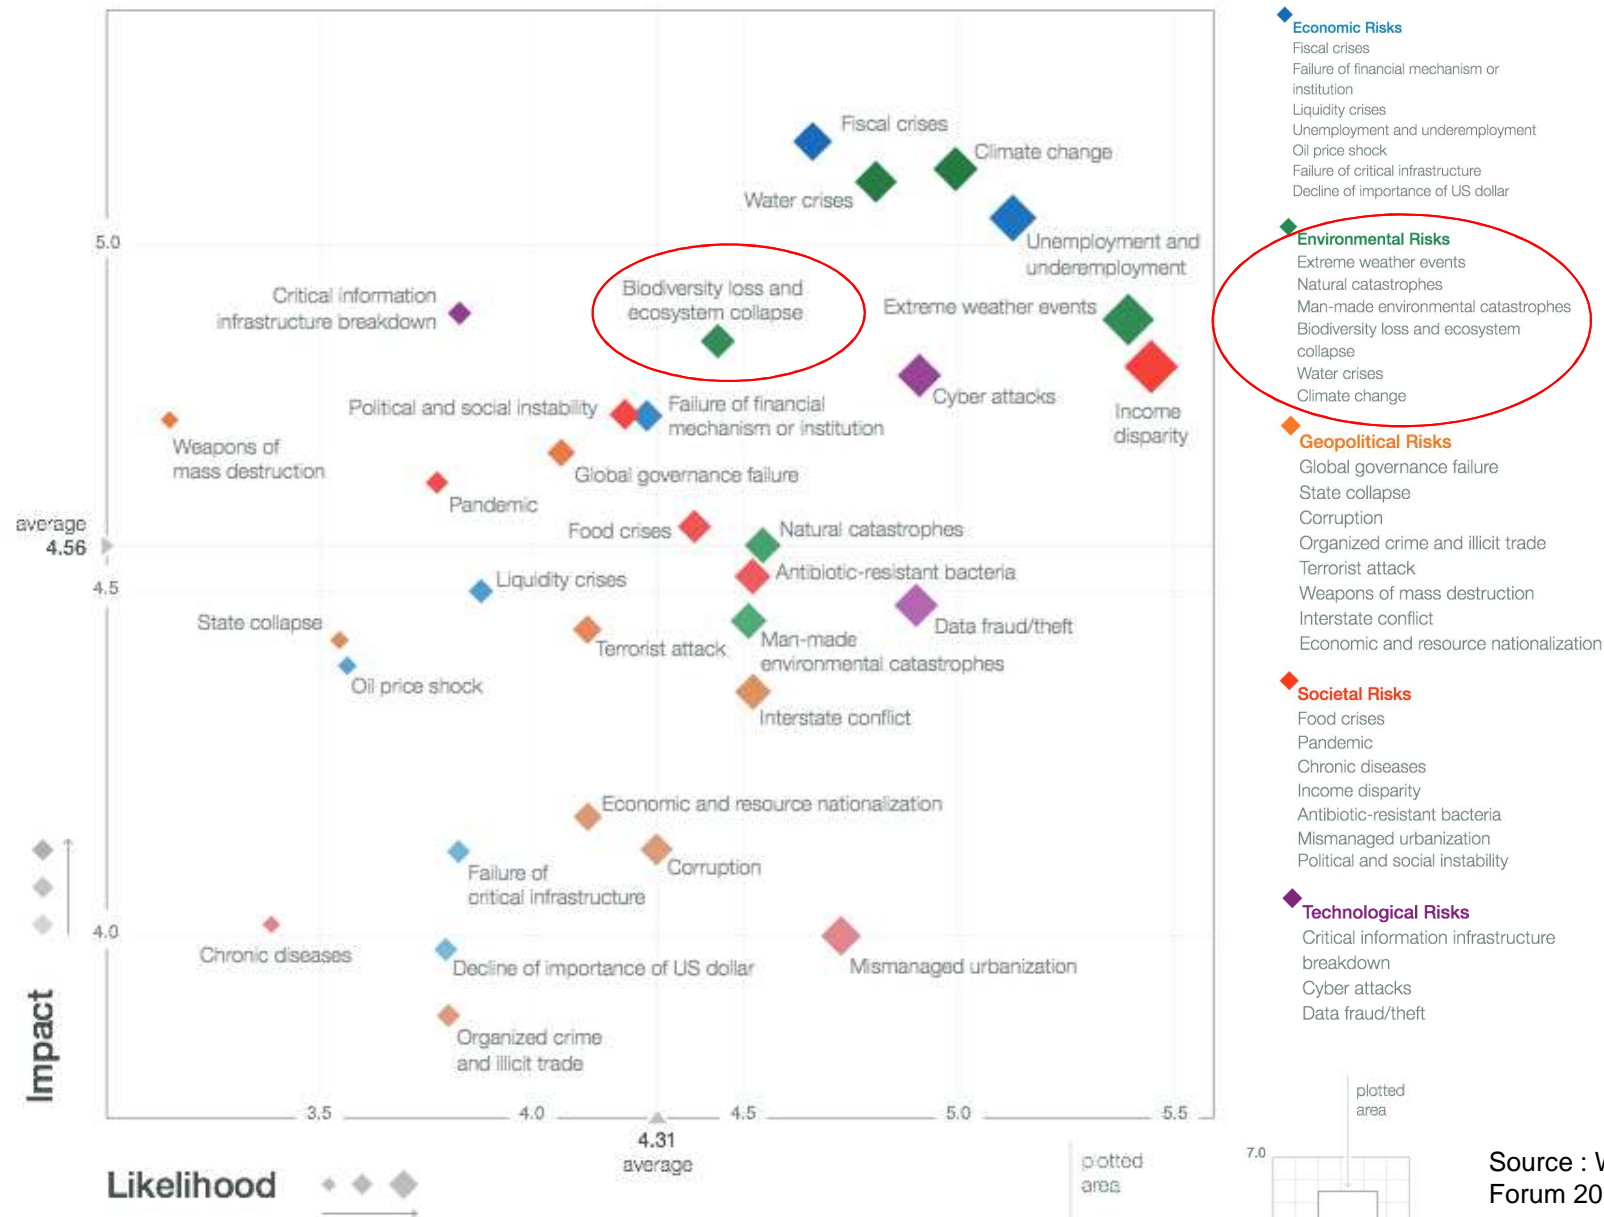 Fiscal crises
Climate change
Water crises
Unemployment and
underemployment
5.0
Biodiversity loss and
ecosystem collapse
Critical information
infrastructure breakdown
Extreme weather events
Cyber attacks
Income
disparity
Political and social instability
Failure of financial
mechanism or institution
Weapons of
mass destruction
Global governance failure
Pandemic
Food crises
Natural catastrophes
average
4.56
4.5
Liquidity crises
Antibiotic-resistant bacteria
State collapse
Data fraud/theft
Terrorist attack
Man-made
environmental catastrophes
Oil price shock
Interstate conflict
Economic and resource nationalization
Corruption
Failure of
critical infrastructure
4.0
Chronic diseases
Decline of importance of US dollar
Mismanaged urbanization
Organized crime
and illicit trade
Impact
3.5
4.0
4.5
5.0
5.5
4.31
average
Likelihood
plotted
area
Economic Risks
Fiscal crises
Failure of financial mechanism or
institution
Liquidity crises
Unemployment and underemployment
Oil price shock
Failure of critical infrastructure
Decline of importance of US dollar
Environmental Risks
Extreme weather events
Natural catastrophes
Man-made environmental catastrophes
Biodiversity loss and ecosystem
collapse
Water crises
Climate change
Geopolitical Risks
Global governance failure
State collapse
Corruption
Organized crime and illicit trade
Terrorist attack
Weapons of mass destruction
Interstate conflict
Economic and resource nationalization
Societal Risks
Food crises
Pandemic
Chronic diseases
Income disparity
Antibiotic-resistant bacteria
Mismanaged urbanization
Political and social instability
Technological Risks
Critical information infrastructure
breakdown
Cyber attacks
Data fraud/theft
plotted
area
7.0
Source :
Forum 20